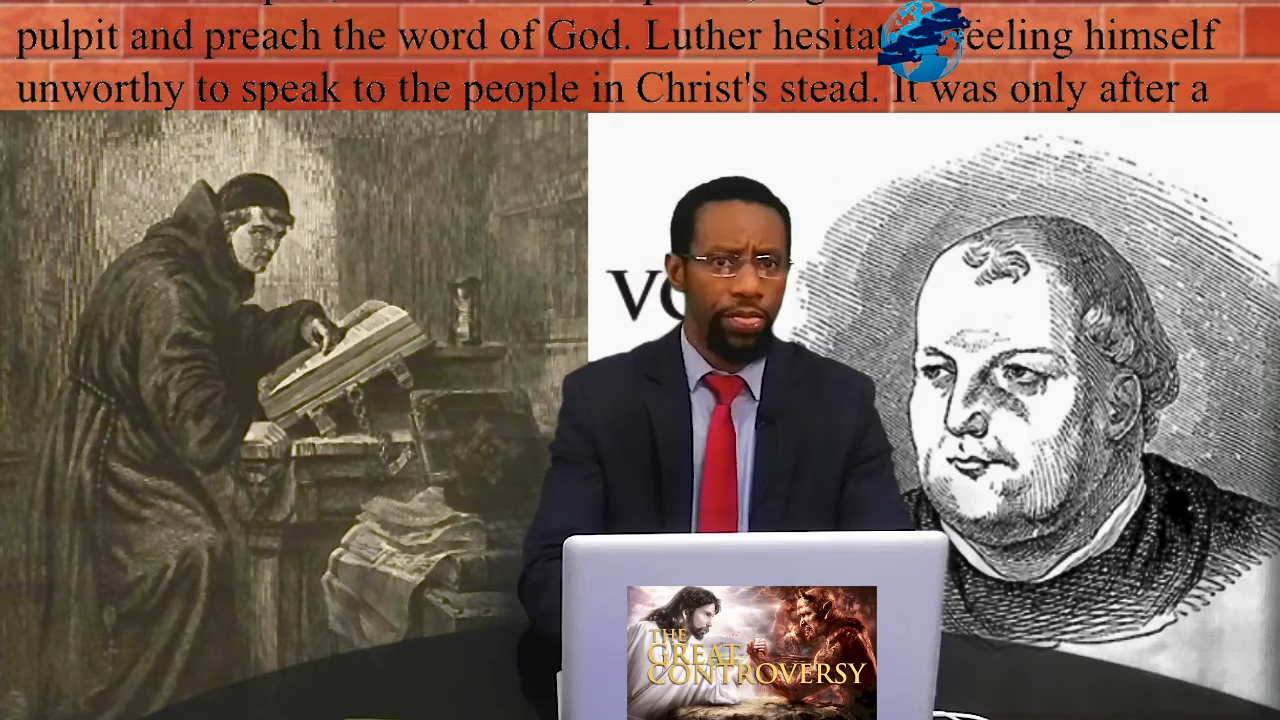 pulpit and preach the word of God. Luther hesitat feeling himself
unworthy to speak to the people in Christ's stead. It was only after a
THE
GREAT
CONTROVERSY